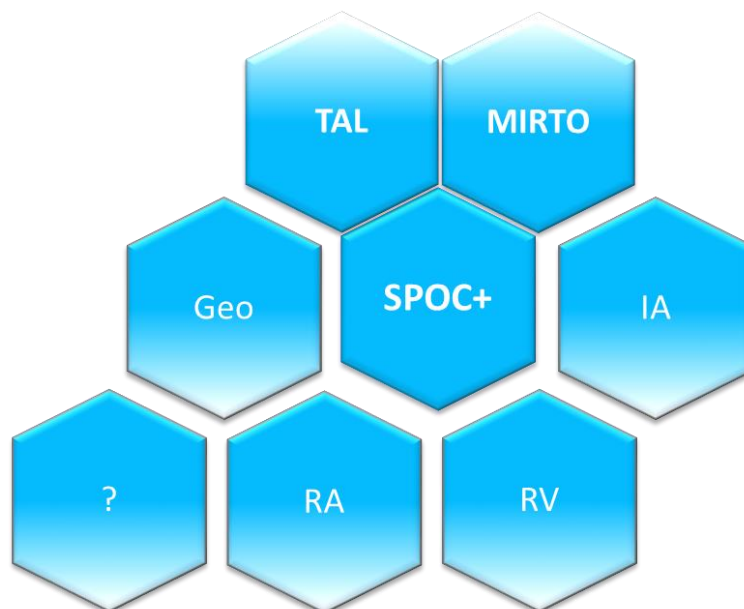 TAL
MIRTO
Geo
SPOC+
IA
?
RA
RV